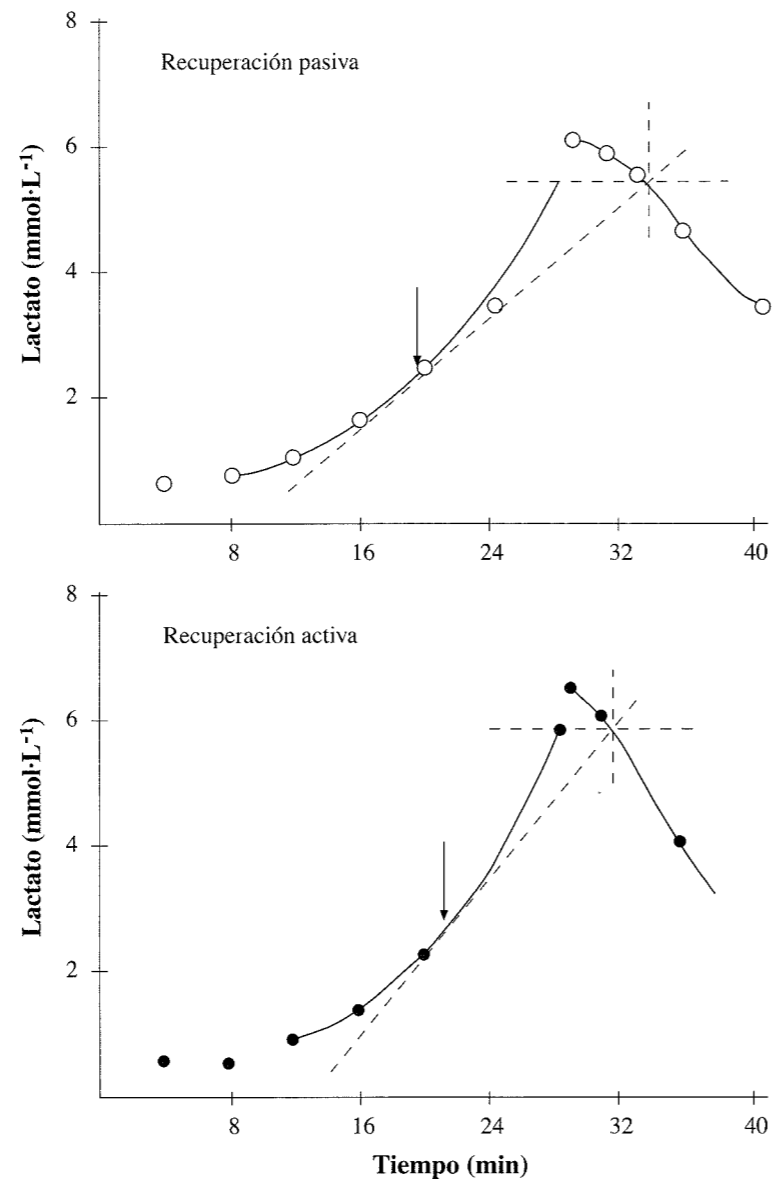 8
Recuperación pasiva
6
4
2
Lactato (mmol·L-1)
8 16 24 32 40
8
Recuperación activa
6
4
2
Lactato (mmol·L-1)
8 16 24 32 40
Tiempo (min)